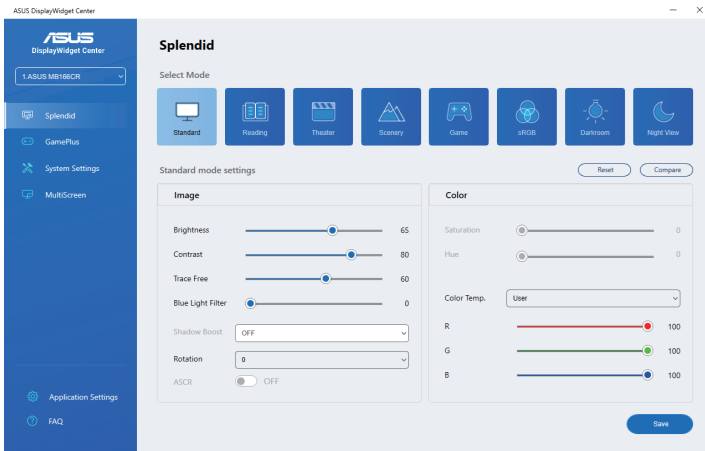 ASUS DisplayWidget Center
ASUS
DisplayWidget Center
1.ASUS MB166CR
Splendid
GamePlus
System Settings
MultiScreen
Application Settings
FAQ
Splendid
Select Mode
Standard
Reading
Theater
Scenery
Game
sRGB
Darkroom
Night View
Standard mode settings
Reset
Compare
Image
Brightness 65
Contrast 80
Trace Free 60
Blue Light Filter 0
Shadow Boost OFF
Rotation 0
ASCR OFF
Color
Saturation 0
Hue 0
Color Temp. User
R 100
G 100
B 100
Save